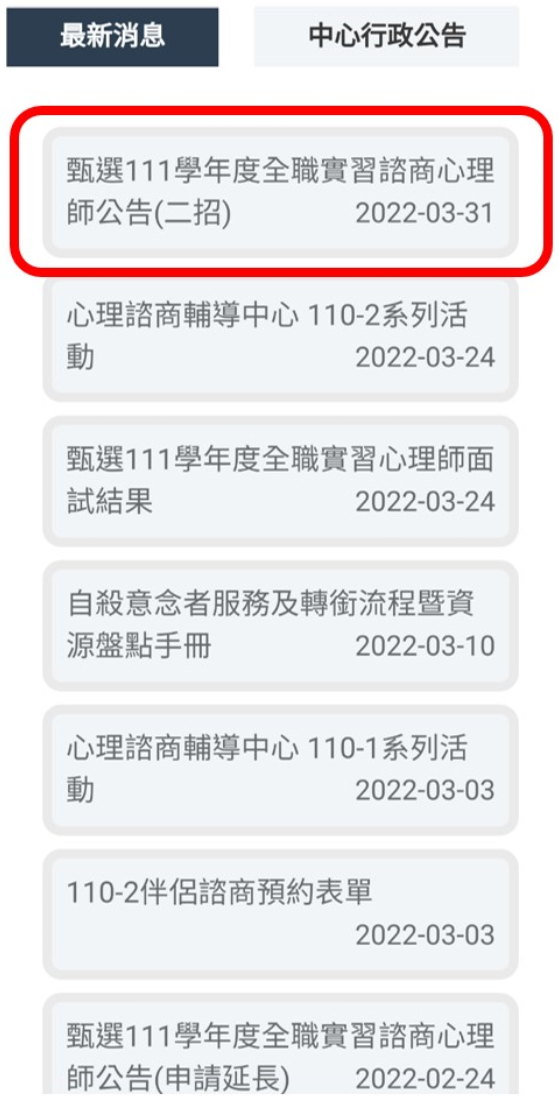 最新消息
中心行政公告
甄選111學年度全職實習諮商心理
師公告(二招) 2022-03-31
心理諮商輔導中心 110-2系列活
動 2022-03-24
甄選111學年度全職實習心理師面
試結果 2022-03-24
自殺意念者服務及轉銜流程暨資
源盤點手冊 2022-03-10
心理諮商輔導中心 110-1系列活
動 2022-03-03
110-2伴侶諮商預約表單
2022-03-03
甄選111學年度全職實習諮商心理
師公告(申請延長) 2022-02-24